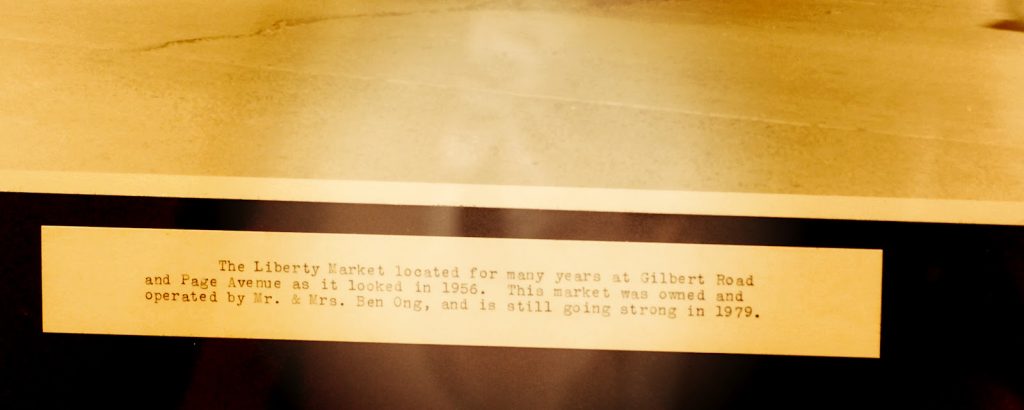 The Liberty Market located for many years at Gilbert Road
and Page Avenue as it looked in 1956. This market was owned and
operated by Mr. & Mrs. Ben Ong, and is still going strong in 1979.